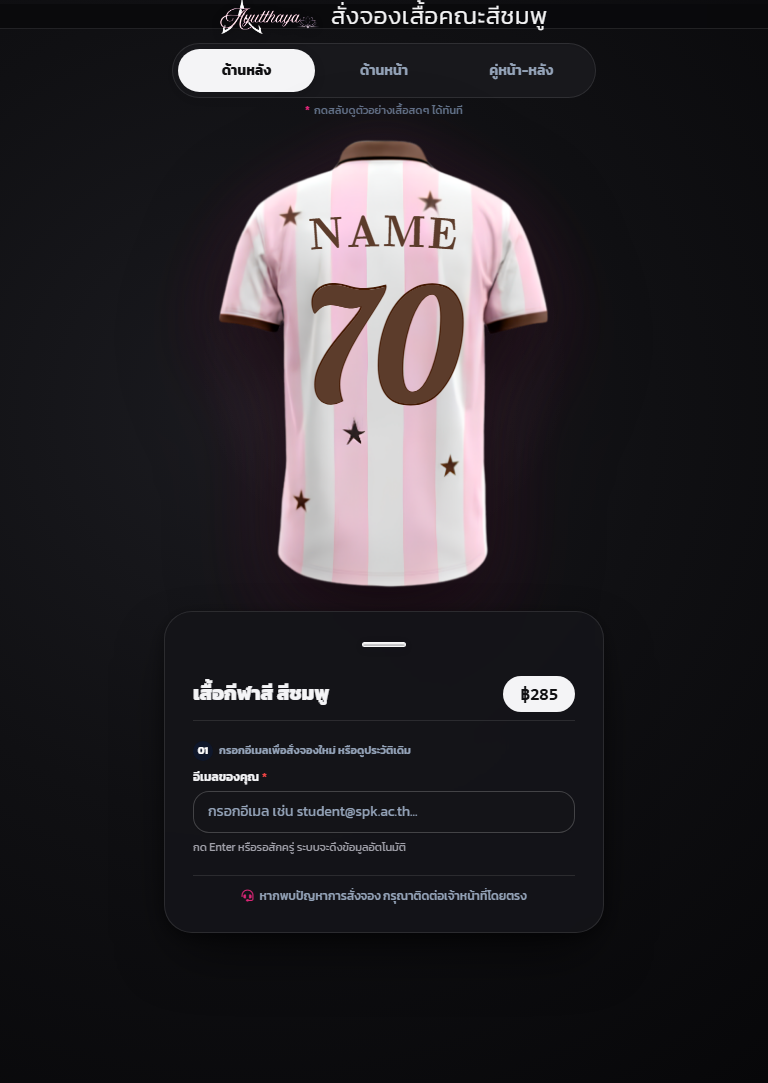 Ayutthaya สั่งจองเสื้อคณะสีชมพู
ด้านหลัง ด้านหน้า คู่หน้า-หลัง
* กดสลับดูตัวอย่างเสื้อสดๆ ได้ทันที
NAME
70
เสื้อกีฬาสี สีชมพู ฿285
01 กรอกอีเมลเพื่อสั่งจองใหม่ หรือดูประวัติเดิม
อีเมลของคุณ *
กรอกอีเมล เช่น student@spk.ac.th...
กด Enter หรือรอสักครู่ ระบบจะดึงข้อมูลอัตโนมัติ
หากพบปัญหาการสั่งจอง กรุณาติดต่อเจ้าหน้าที่โดยตรง